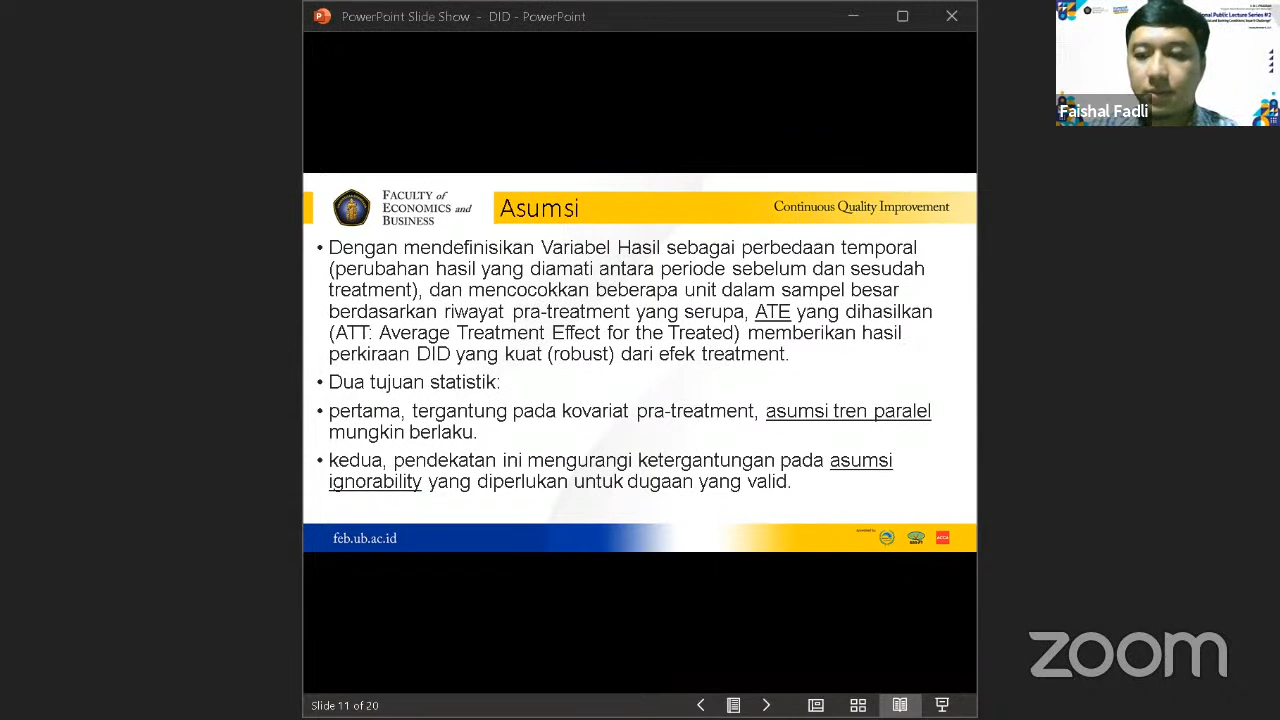 PowerPoint Slide Show - DID - PowerPoint
Faishal Fadli
FACULTY of
ECONOMICS and
BUSINESS
Asumsi
Continuous Quality Improvement
• Dengan mendefinisikan Variabel Hasil sebagai perbedaan temporal
(perubahan hasil yang diamati antara periode sebelum dan sesudah
treatment), dan mencocokkan beberapa unit dalam sampel besar
berdasarkan riwayat pra-treatment yang serupa, ATE yang dihasilkan
(ATT: Average Treatment Effect for the Treated) memberikan hasil
perkiraan DID yang kuat (robust) dari efek treatment.
• Dua tujuan statistik:
• pertama, tergantung pada kovariat pra-treatment, asumsi tren paralel
mungkin berlaku.
• kedua, pendekatan ini mengurangi ketergantungan pada asumsi
ignorability yang diperlukan untuk dugaan yang valid.
feb.ub.ac.id
ACCA
Slide 11 of 20
zoom